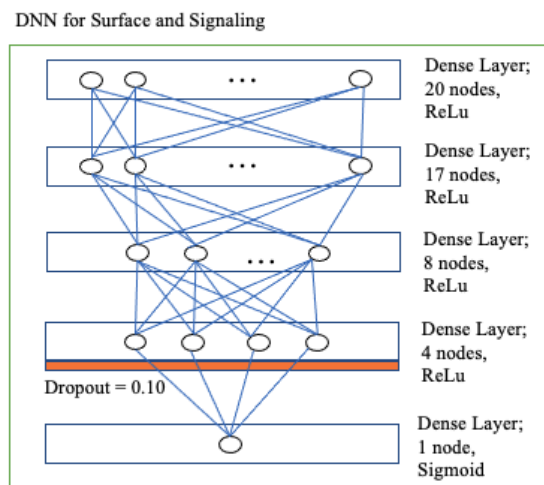 DNN for Surface and Signaling
Dense Layer;
20 nodes,
ReLu
Dense Layer;
17 nodes,
ReLu
Dense Layer;
8 nodes,
ReLu
Dense Layer;
4 nodes,
ReLu
Dropout = 0.10
Dense Layer;
1 node,
Sigmoid